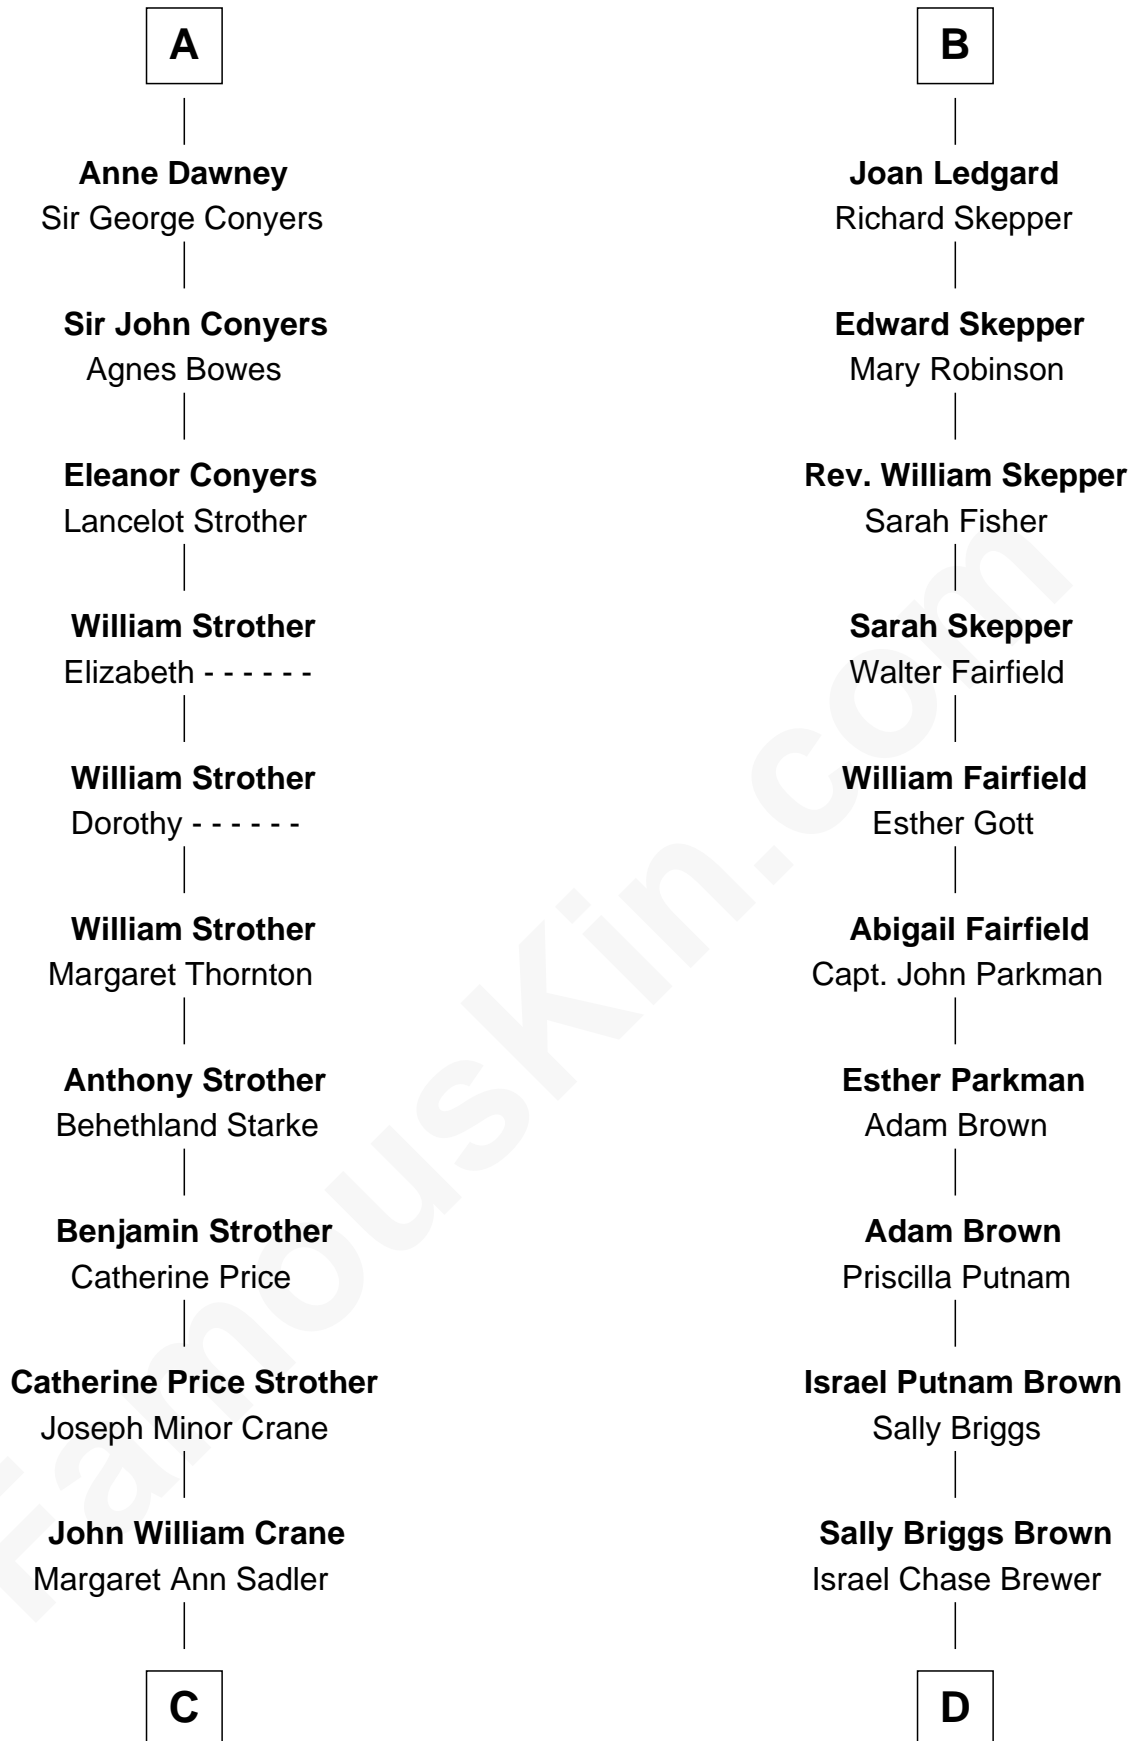 A
Anne Dawney
Sir George Conyers
Sir John Conyers
Agnes Bowes
Eleanor Conyers
Lancelot Strother
William Strother
Elizabeth - - - - - -
William Strother
Dorothy - - - - - -
William Strother
Margaret Thornton
Anthony Strother
Behethland Starke
Benjamin Strother
Catherine Price
Catherine Price Strother
Joseph Minor Crane
John William Crane
Margaret Ann Sadler
C
B
Joan Ledgard
Richard Skepper
Edward Skepper
Mary Robinson
Rev. William Skepper
Sarah Fisher
Sarah Skepper
Walter Fairfield
William Fairfield
Esther Gott
Abigail Fairfield
Capt. John Parkman
Esther Parkman
Adam Brown
Adam Brown
Priscilla Putnam
Israel Putnam Brown
Sally Briggs
Sally Briggs Brown
Israel Chase Brewer
D
FamousKin.com